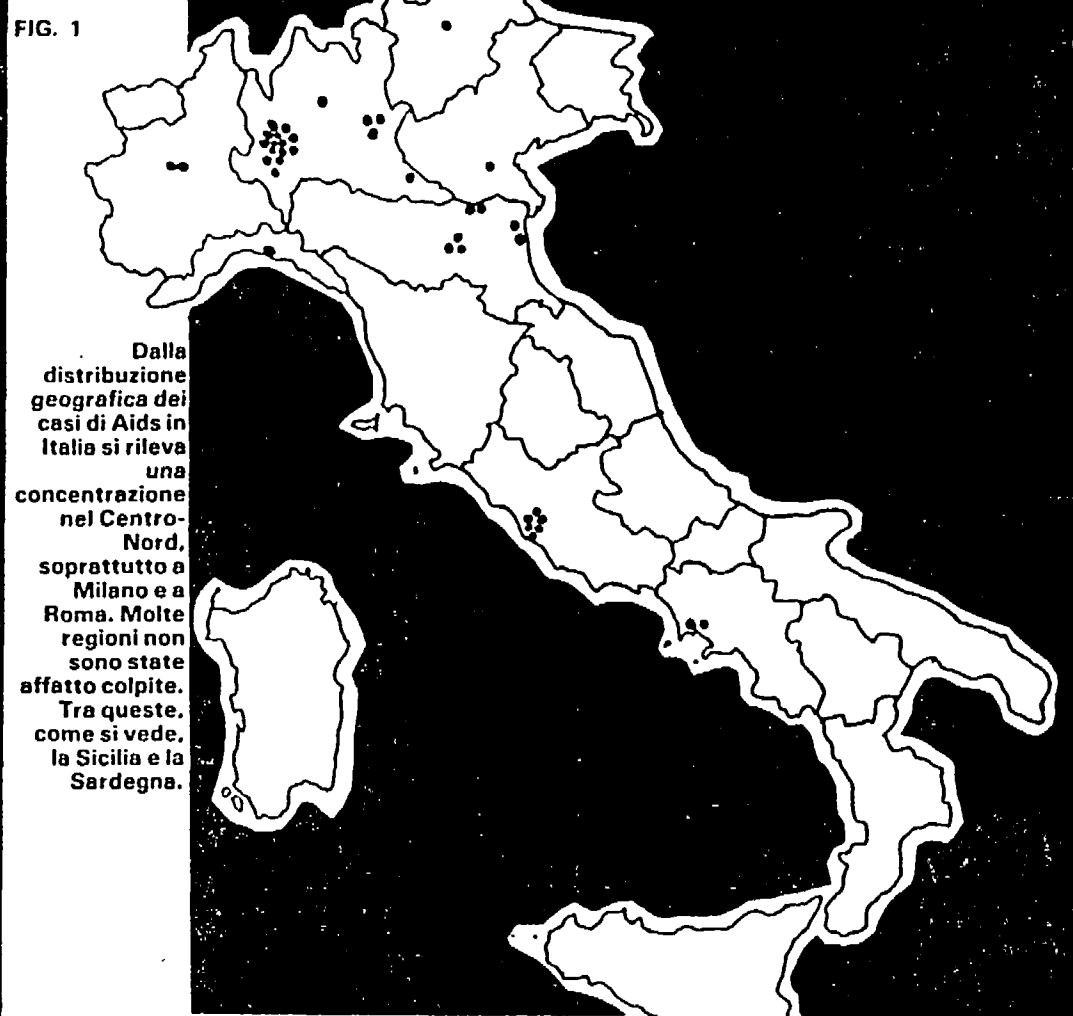 FIG. 1
Dalla
distribuzione
geografica dei
casi di Aids in
Italia si rileva
una
concentrazione
nel Centro-
Nord,
soprattutto a
Milano e a
Roma. Molte
regioni non
sono state
affatto colpite.
Tra queste,
come si vede,
la Sicilia e la
Sardegna.